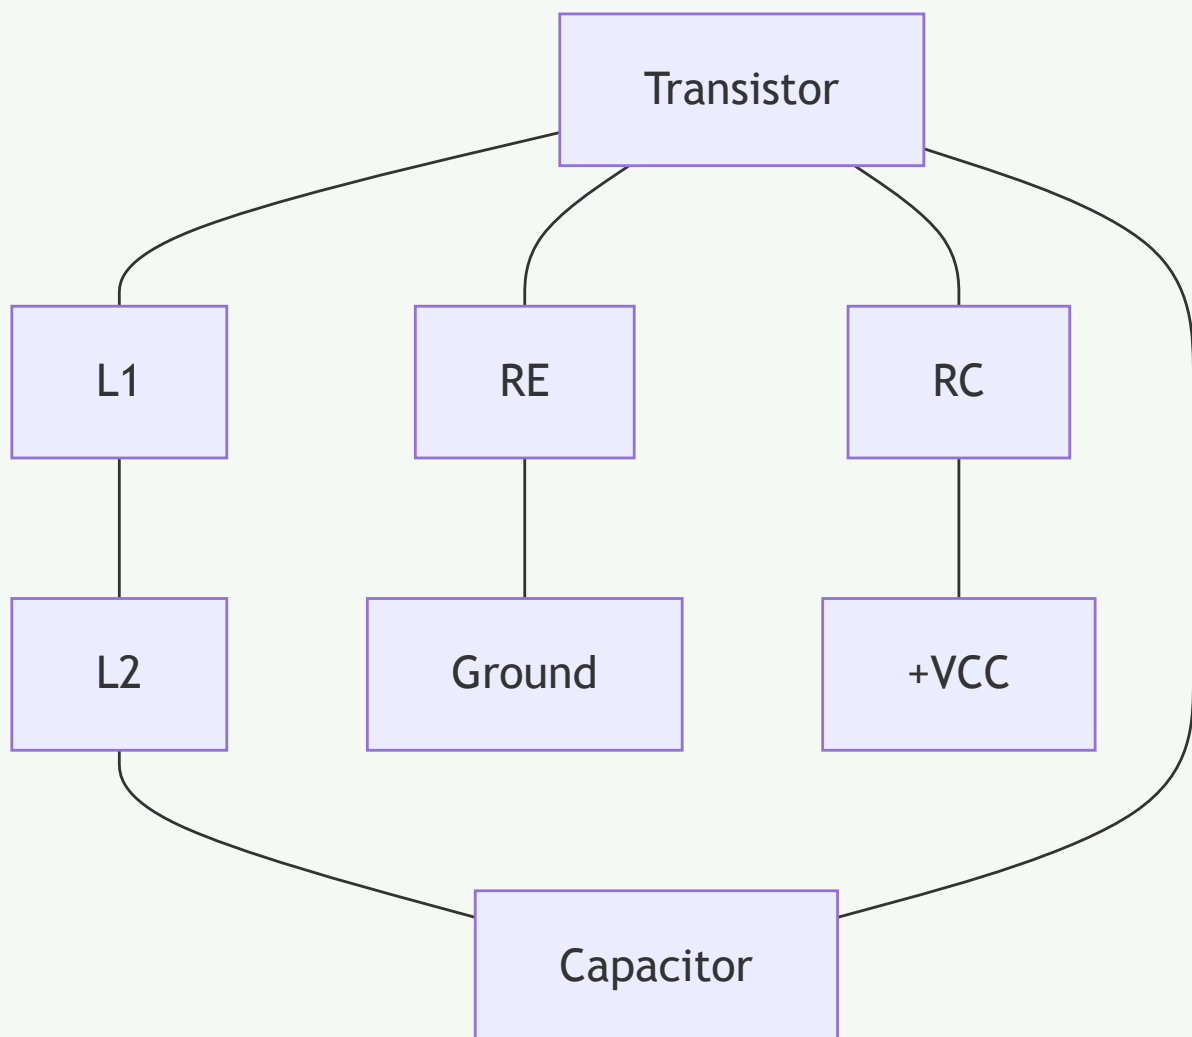 Transistor
L1
RE
RC
L2
Ground
+VCC
Capacitor